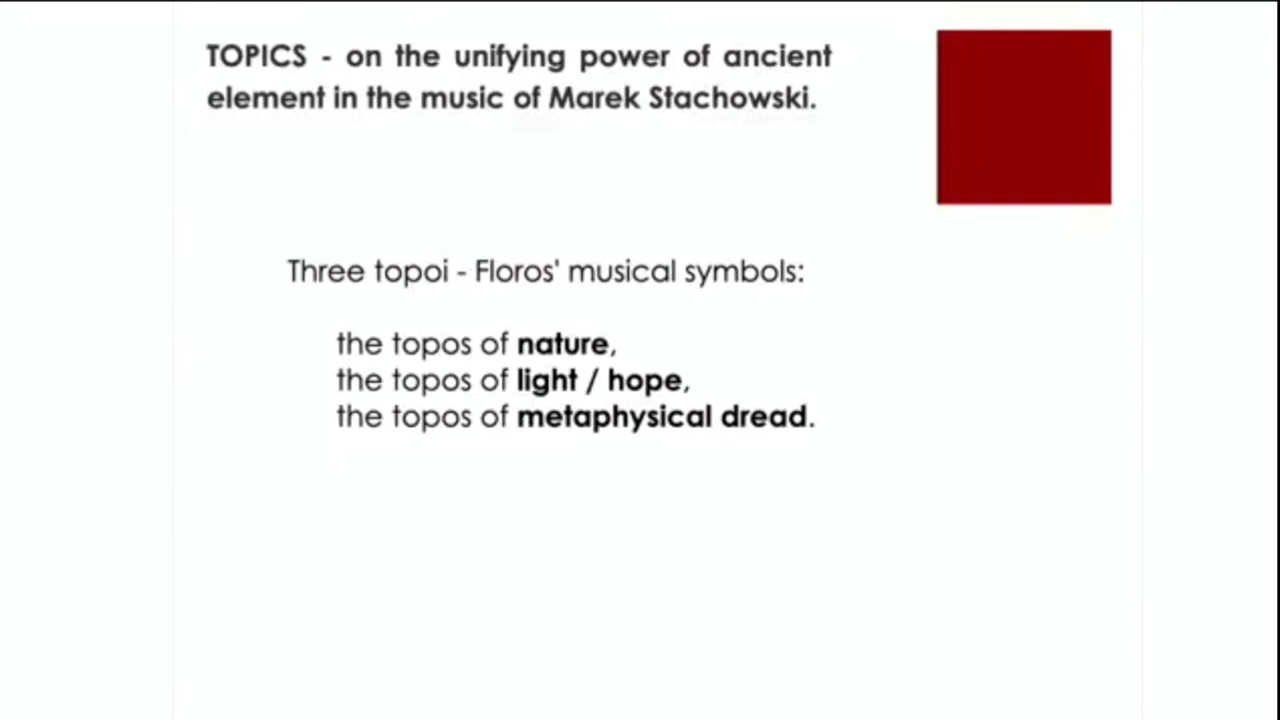 TOPICS - on the unifying power of ancient
element in the music of Marek Stachowski.
Three topoi - Floros' musical symbols:
the topos of nature,
the topos of light / hope,
the topos of metaphysical dread.